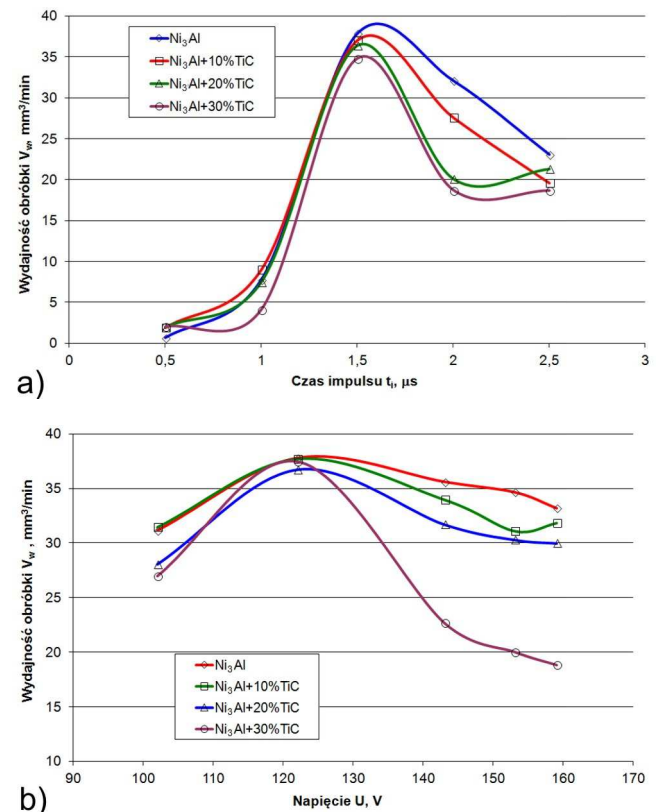 40
35
30
25
20
15
10
5
0
Wydajność obróbki Vw, mm³/min
Ni₃Al
Ni₃Al+10%TiC
Ni₃Al+20%TiC
Ni₃Al+30%TiC
0 0,5 1 1,5 2 2,5 3
Czas impulsu tᵢ, μs
a)
40
35
30
25
20
15
10
Wydajność obróbki Vw , mm³/min
Ni₃Al
Ni₃Al+10%TiC
Ni₃Al+20%TiC
Ni₃Al+30%TiC
90 100 110 120 130 140 150 160 170
Napięcie U, V
b)